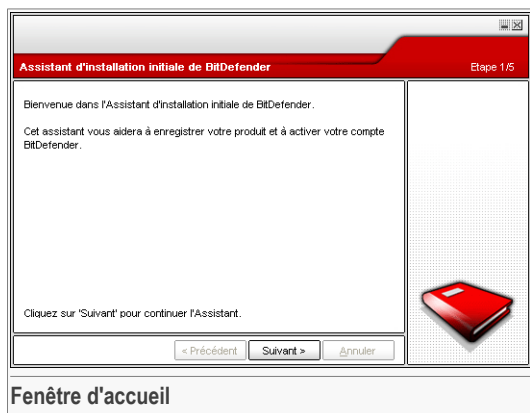 Assistant d'installation initiale de BitDefender
Etape 1/5
Bienvenue dans l'Assistant d'installation initiale de BitDefender.
Cet assistant vous aidera à enregistrer votre produit et à activer votre compte
BitDefender.
Cliquez sur 'Suivant' pour continuer l'Assistant.
< Précédent
Suivant >
Annuler
Fenêtre d'accueil